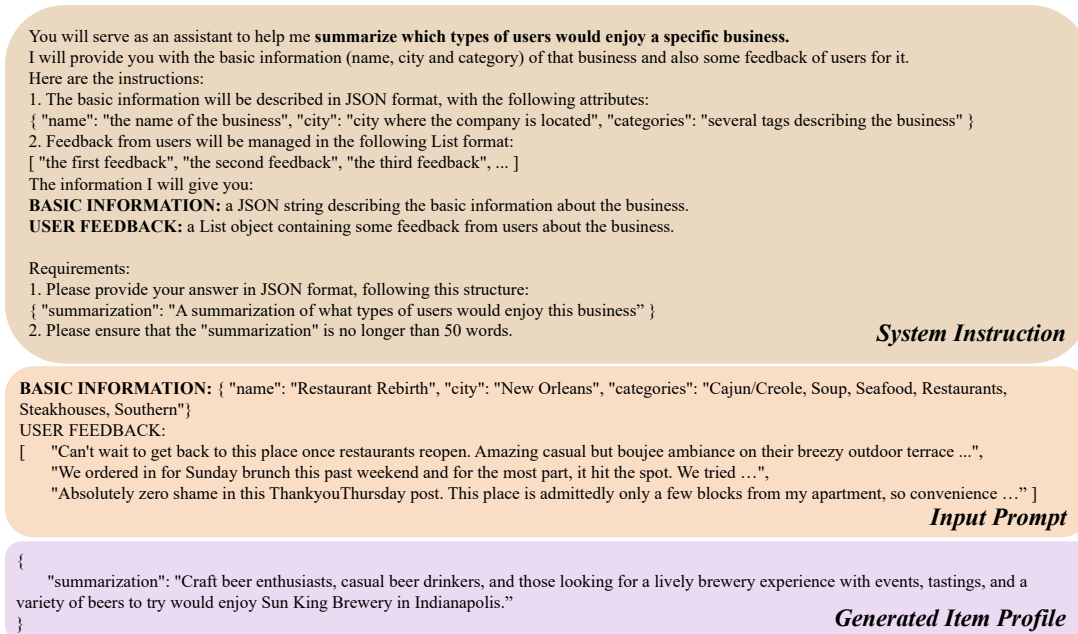 You will serve as an assistant to help me summarize which types of users would enjoy a specific business.
I will provide you with the basic information (name, city and category) of that business and also some feedback of users for it.
Here are the instructions:
1. The basic information will be described in JSON format, with the following attributes:
{ "name": "the name of the business", "city": "city where the company is located", "categories": "several tags describing the business" }
2. Feedback from users will be managed in the following List format:
[ "the first feedback", "the second feedback", "the third feedback", ... ]
The information I will give you:
BASIC INFORMATION: a JSON string describing the basic information about the business.
USER FEEDBACK: a List object containing some feedback from users about the business.
Requirements:
1. Please provide your answer in JSON format, following this structure:
{ "summarization": "A summarization of what types of users would enjoy this business” }
2. Please ensure that the "summarization" is no longer than 50 words.
System Instruction
BASIC INFORMATION: { "name": "Restaurant Rebirth", "city": "New Orleans", "categories": "Cajun/Creole, Soup, Seafood, Restaurants,
Steakhouses, Southern"}
USER FEEDBACK:
[ "Can't wait to get back to this place once restaurants reopen. Amazing casual but boujee ambiance on their breezy outdoor terrace ...",
"We ordered in for Sunday brunch this past weekend and for the most part, it hit the spot. We tried …",
"Absolutely zero shame in this ThankyouThursday post. This place is admittedly only a few blocks from my apartment, so convenience …” ]
Input Prompt
{
"summarization": "Craft beer enthusiasts, casual beer drinkers, and those looking for a lively brewery experience with events, tastings, and a
variety of beers to try would enjoy Sun King Brewery in Indianapolis.”
}
Generated Item Profile